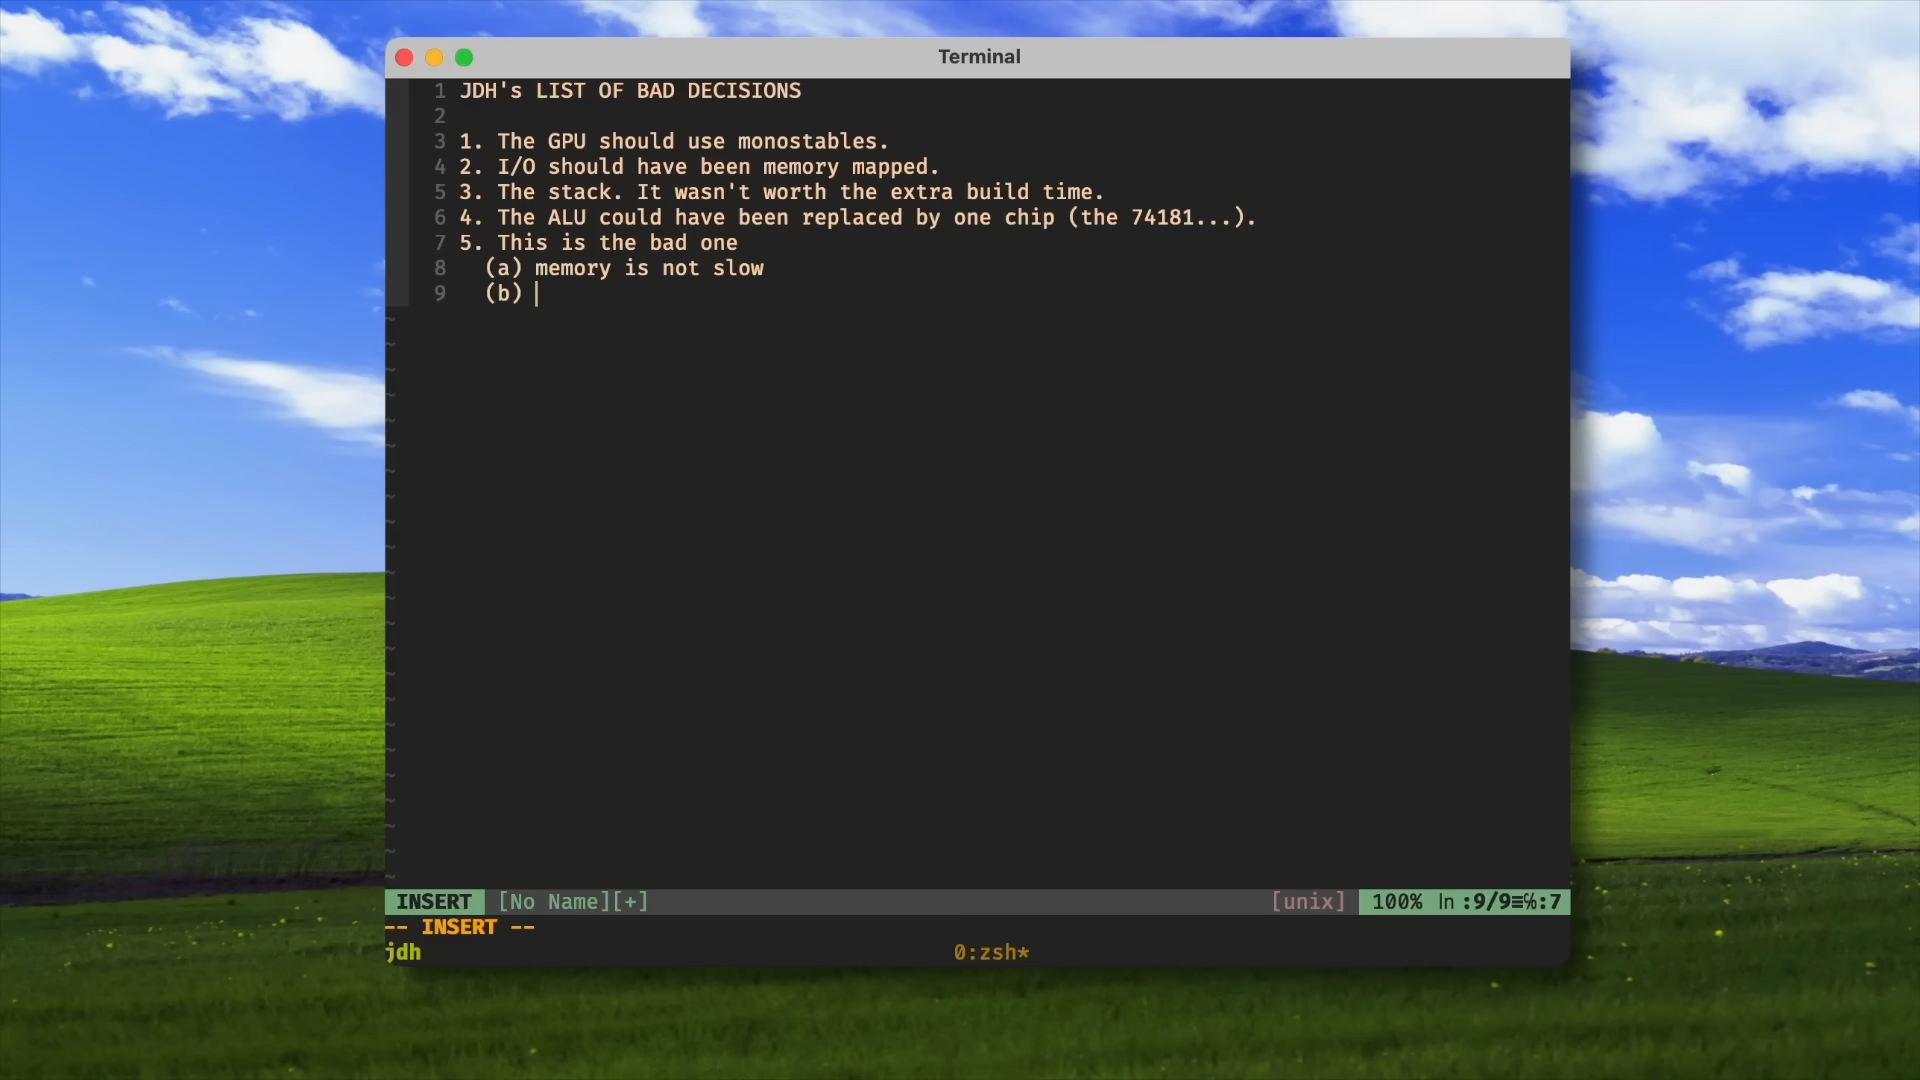 Terminal
1 JDH's LIST OF BAD DECISIONS
2
3 1. The GPU should use monostables.
4 2. I/O should have been memory mapped.
5 3. The stack. It wasn't worth the extra build time.
6 4. The ALU could have been replaced by one chip (the 74181...).
7 5. This is the bad one
8 (a) memory is not slow
9 (b)
INSERT [No Name][+] [unix] 100% ln :9/9≡℅:7
-- INSERT --
jdh 0:zsh*